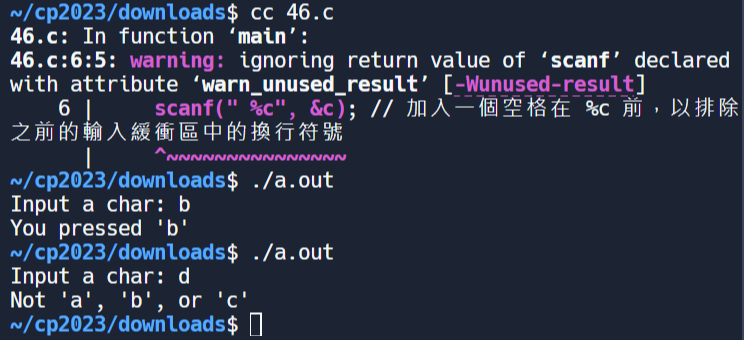 ~/cp2023/downloads$ cc 46.c
46.c: In function ‘main’:
46.c:6:5: warning: ignoring return value of ‘scanf’ declared
with attribute ‘warn_unused_result’ [-Wunused-result]
    6 |     scanf(" %c", &c); // 加入一個空格在 %c 前，以排除
之前的輸入緩衝區中的換行符號
      |     ^~~~~~~~~~~~~~~~
~/cp2023/downloads$ ./a.out
Input a char: b
You pressed 'b'
~/cp2023/downloads$ ./a.out
Input a char: d
Not 'a', 'b', or 'c'
~/cp2023/downloads$